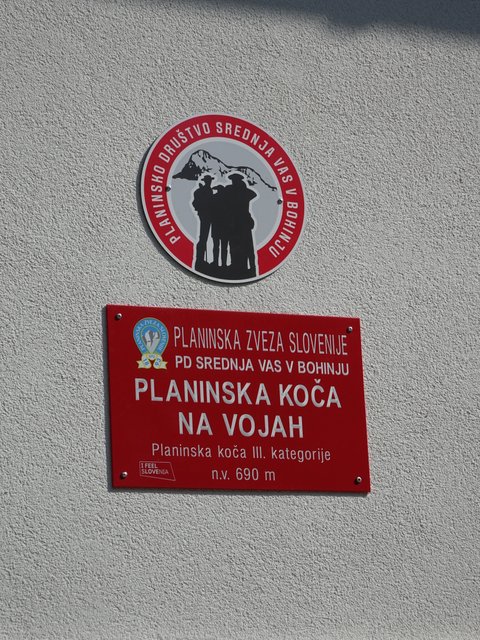 PLANINSKO DRUŠTVO SREDNJA VAS V BOHINJU
PLANINSKA ZVEZA SLOVENIJE
PD SREDNJA VAS V BOHINJU
PLANINSKA KOČA
NA VOJAH
Planinska koča III. kategorije
n.v. 690 m
I FEEL
SLOVENIA